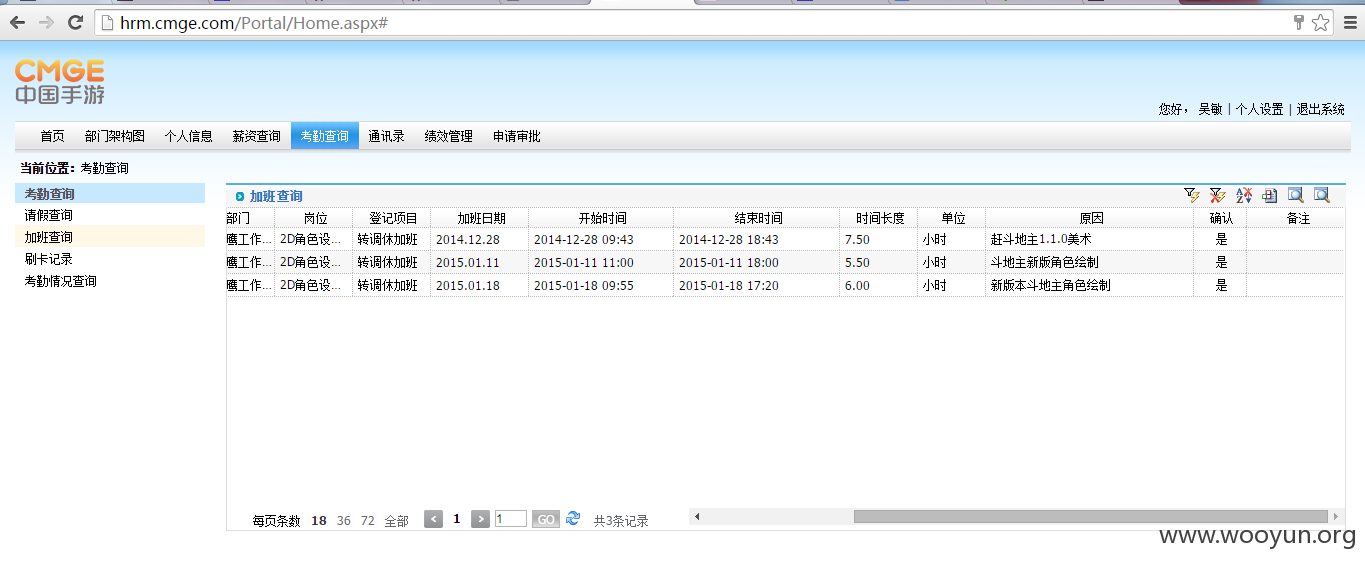 hrm.cmge.com/Portal/Home.aspx#
CMGE
中国手游
您好， 吴敏 | 个人设置 | 退出系统
首页 部门架构图 个人信息 薪资查询 考勤查询 通讯录 绩效管理 申请审批
当前位置：考勤查询
考勤查询
请假查询
加班查询
刷卡记录
考勤情况查询
加班查询
部门 岗位 登记项目 加班日期 开始时间 结束时间 时间长度 单位 原因 确认 备注
鹰工作... 2D角色设... 转调休加班 2014.12.28 2014-12-28 09:43 2014-12-28 18:43 7.50 小时 赶斗地主1.1.0美术 是
鹰工作... 2D角色设... 转调休加班 2015.01.11 2015-01-11 11:00 2015-01-11 18:00 5.50 小时 斗地主新版角色绘制 是
鹰工作... 2D角色设... 转调休加班 2015.01.18 2015-01-18 09:55 2015-01-18 17:20 6.00 小时 新版本斗地主角色绘制 是
每页条数 18 36 72 全部 < 1 > 1 GO 共3条记录
www.wooyun.org